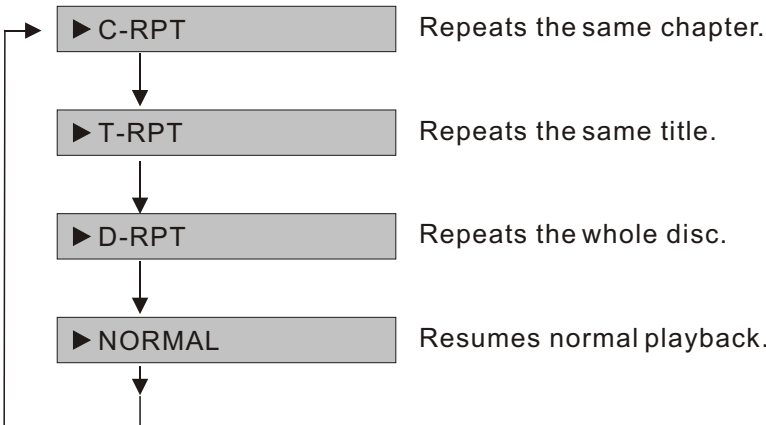 ▶ C-RPT Repeats the same chapter.
▶ T-RPT Repeats the same title.
▶ D-RPT Repeats the whole disc.
▶ NORMAL Resumes normal playback.